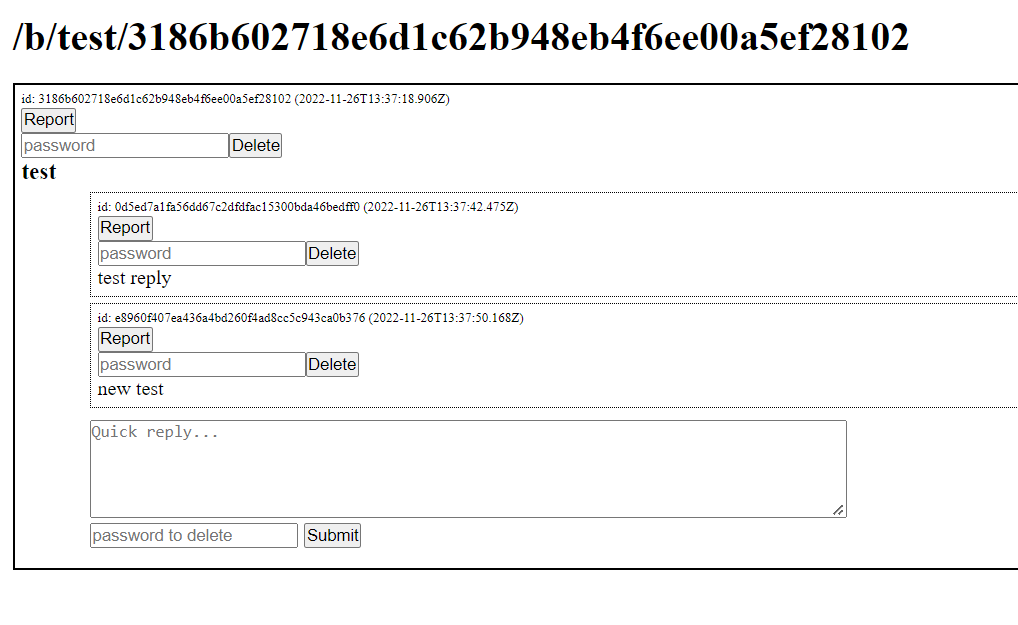 /b/test/3186b602718e6d1c62b948eb4f6ee00a5ef28102
id: 3186b602718e6d1c62b948eb4f6ee00a5ef28102 (2022-11-26T13:37:18.906Z)
Report
password Delete
test
id: 0d5ed7a1fa56dd67c2dfdfac15300bda46bedff0 (2022-11-26T13:37:42.475Z)
Report
password Delete
test reply
id: e8960f407ea436a4bd260f4ad8cc5c943ca0b376 (2022-11-26T13:37:50.168Z)
Report
password Delete
new test
Quick reply...
password to delete Submit